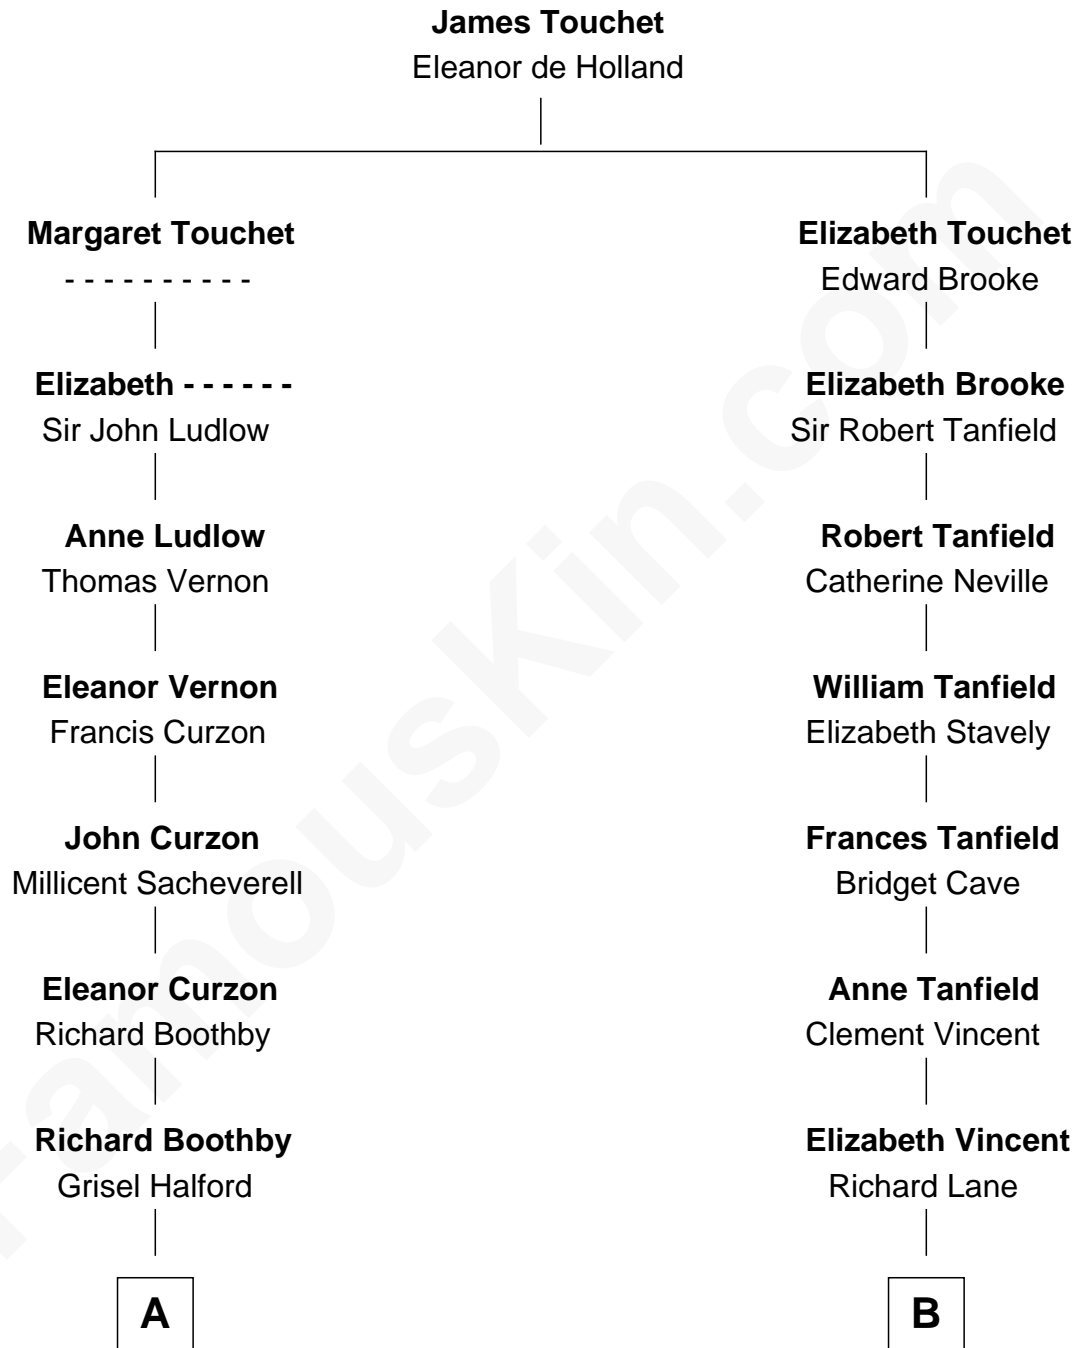 James Touchet
Eleanor de Holland
Margaret Touchet
- - - - - - - - - -
Elizabeth - - - - - -
Sir John Ludlow
Anne Ludlow
Thomas Vernon
Eleanor Vernon
Francis Curzon
John Curzon
Millicent Sacheverell
Eleanor Curzon
Richard Boothby
Richard Boothby
Grisel Halford
A
Elizabeth Touchet
Edward Brooke
Elizabeth Brooke
Sir Robert Tanfield
Robert Tanfield
Catherine Neville
William Tanfield
Elizabeth Stavely
Frances Tanfield
Bridget Cave
Anne Tanfield
Clement Vincent
Elizabeth Vincent
Richard Lane
B
FamousKin.com